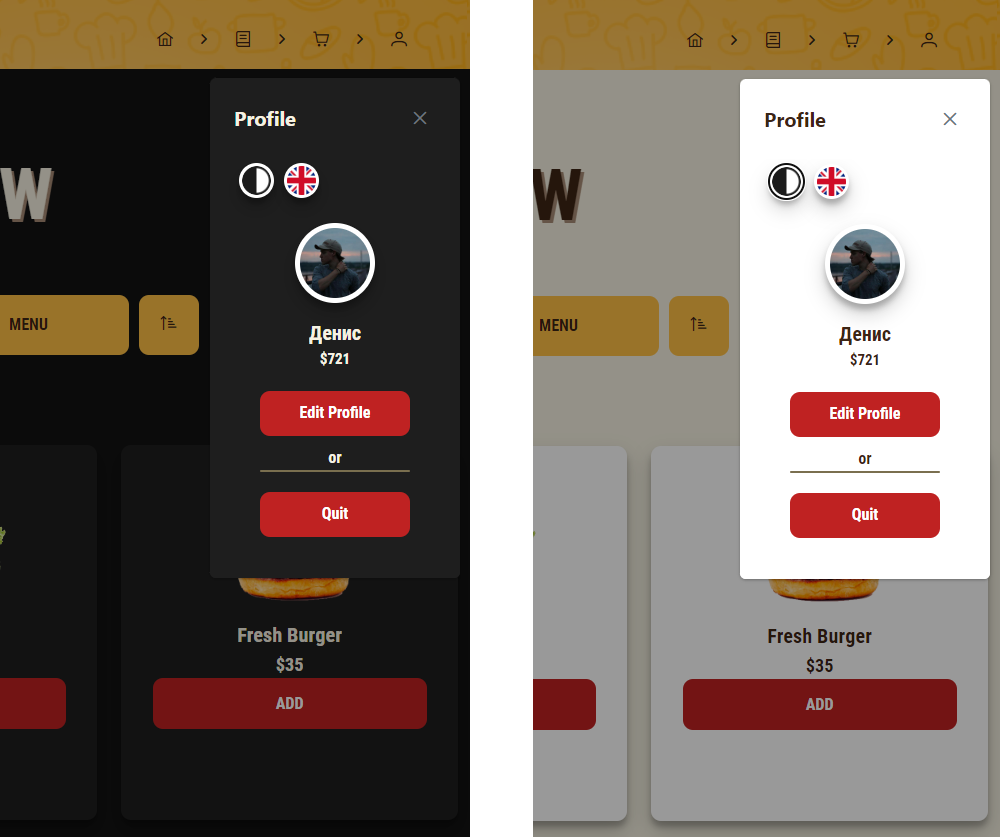 Profile
W
Денис
$721
MENU
Edit Profile
or
Quit
Fresh Burger
$35
ADD
Profile
W
Денис
$721
MENU
Edit Profile
or
Quit
Fresh Burger
$35
ADD